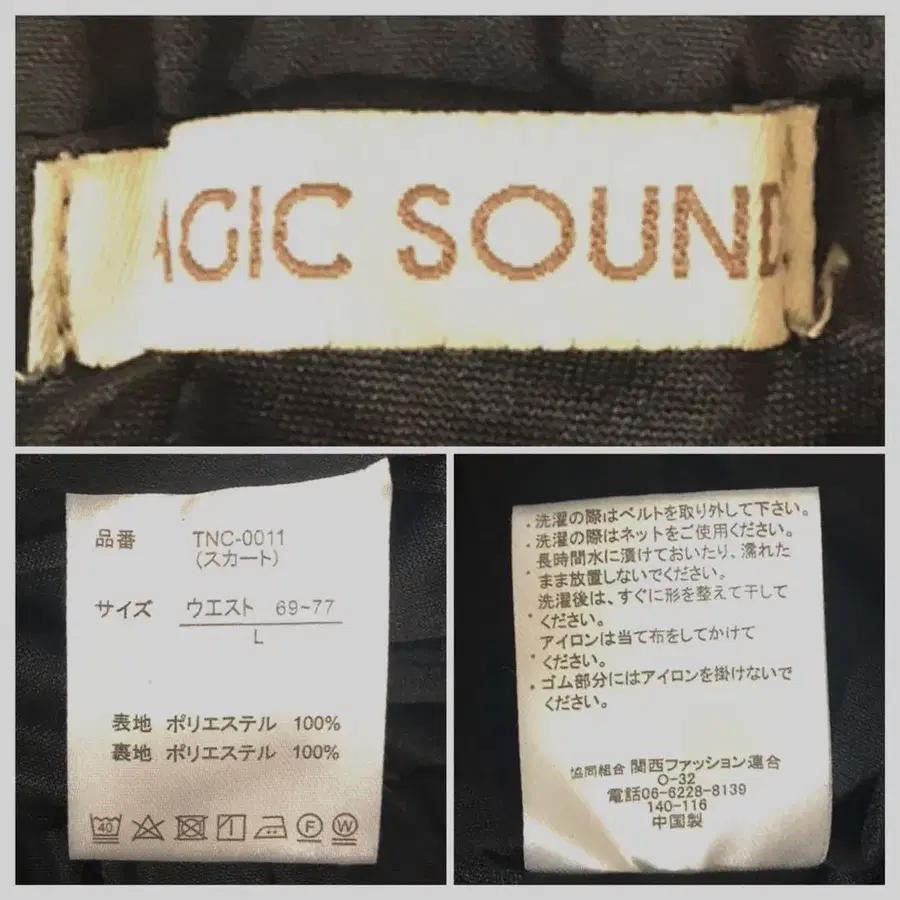 AGIC SOUND
品番 TNC-0011
(スカート)
サイズ ウエスト 69~77
L
表地 ポリエステル 100%
裏地 ポリエステル 100%
40 F W
・洗濯の際はベルトを取り外して下さい。
・洗濯の際はネットをご使用ください。
長時間水に漬けておいたり、濡れた
・まま放置しないでください。
洗濯後は、すぐに形を整えて干して
・ください。
アイロンは当て布をしてかけて
・ください。
・ゴム部分にはアイロンを掛けないで
ください。
協同組合 関西ファッション連合
O-32
電話06-6228-8139
140-116
中国製